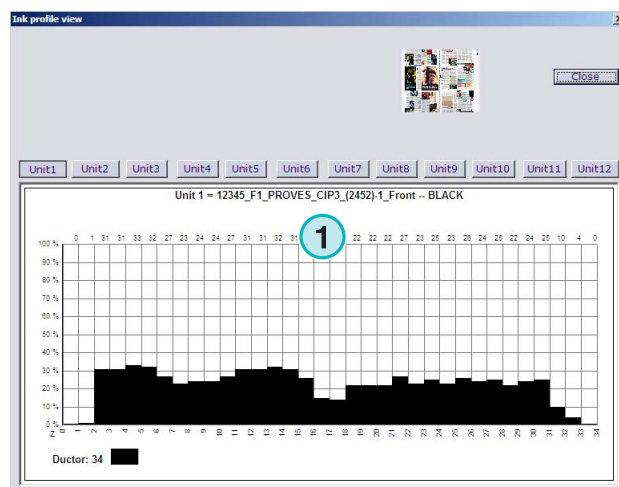 Ink profile view
Close
Unit1 Unit2 Unit3 Unit4 Unit5 Unit6 Unit7 Unit8 Unit9 Unit10 Unit11 Unit12
Unit 1 = 12345_F1_PROVES_CIP3_(2452)-1_Front -- BLACK
1
0 1 31 31 33 32 27 23 24 24 27 31 31 32 31 22 22 22 27 23 25 23 26 24 25 22 24 25 10 4 0
100 %
90 %
80 %
70 %
60 %
50 %
40 %
30 %
20 %
10 %
0 %
Z 0 1 2 3 4 5 6 7 8 9 10 11 12 13 14 15 16 17 18 19 20 21 22 23 24 25 26 27 28 29 30 31 32 33 34
Ductor: 34